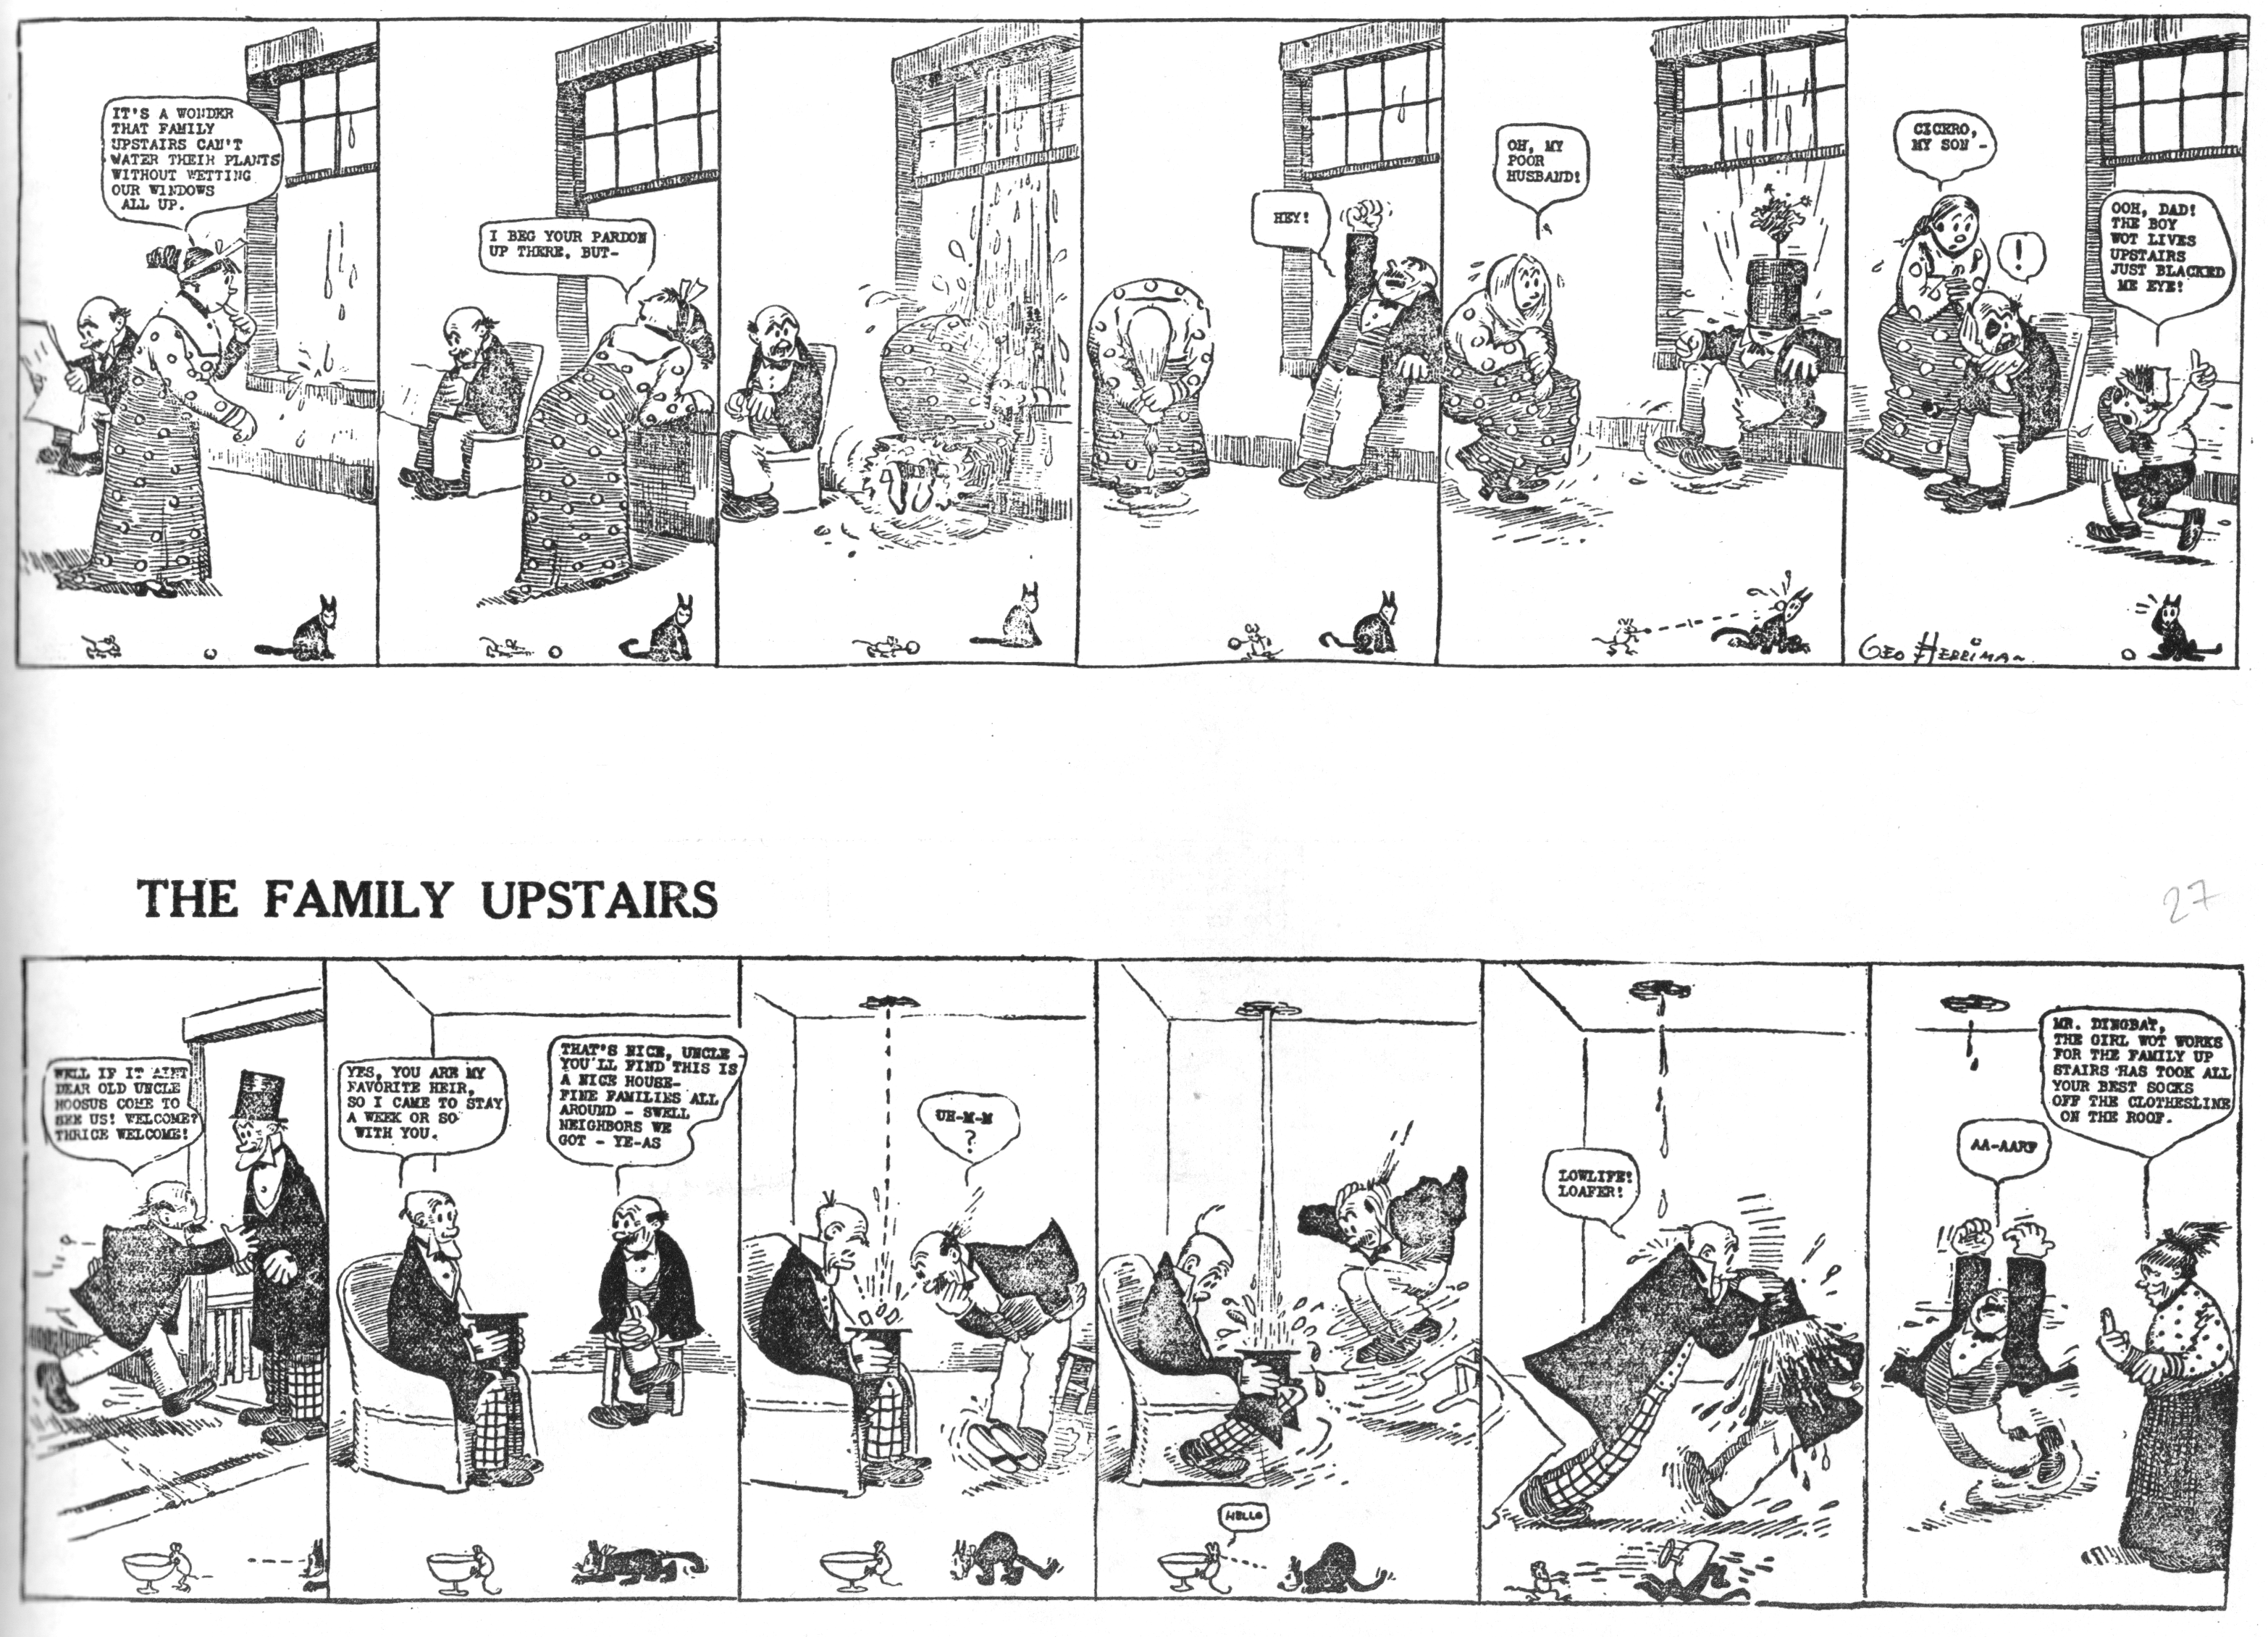 IT'S A WONDER
THAT FAMILY
UPSTAIRS CAN'T
WATER THEIR PLANTS
WITHOUT WETTING
OUR WINDOWS
ALL UP.
I BEG YOUR PARDON
UP THERE, BUT-
HEY!
OH, MY
POOR
HUSBAND!
CICERO,
MY SON -
!
OOH, DAD!
THE BOY
WOT LIVES
UPSTAIRS
JUST BLACKED
ME EYE!
GEO HERRIMAN
THE FAMILY UPSTAIRS
27
WELL IF IT AINT
DEAR OLD UNCLE
HOOSUS COME TO
SEE US! WELCOME?
THRICE WELCOME!
YES, YOU ARE MY
FAVORITE HEIR,
SO I CAME TO STAY
A WEEK OR SO
WITH YOU.
THAT'S NICE, UNCLE -
YOU'LL FIND THIS IS
A NICE HOUSE-
FINE FAMILIES ALL
AROUND - SWELL
NEIGHBORS WE
GOT - YE-AS
UH-M-M
?
HELLO
LOWLIFE!
LOAFER!
AA-AARF
MR. DINGBAT,
THE GIRL WOT WORKS
FOR THE FAMILY UP
STAIRS HAS TOOK ALL
YOUR BEST SOCKS
OFF THE CLOTHESLINE
ON THE ROOF.